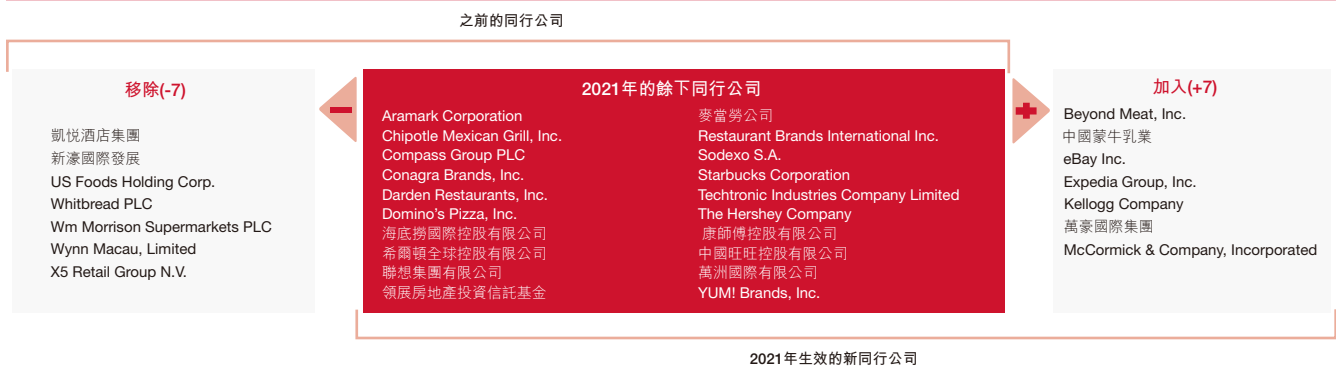 之前的同行公司
移除(-7)
凱悅酒店集團
新濠國際發展
US Foods Holding Corp.
Whitbread PLC
Wm Morrison Supermarkets PLC
Wynn Macau, Limited
X5 Retail Group N.V.
2021年的餘下同行公司
Aramark Corporation
Chipotle Mexican Grill, Inc.
Compass Group PLC
Conagra Brands, Inc.
Darden Restaurants, Inc.
Domino's Pizza, Inc.
海底撈國際控股有限公司
希爾頓全球控股有限公司
聯想集團有限公司
領展房地產投資信託基金
麥當勞公司
Restaurant Brands International Inc.
Sodexo S.A.
Starbucks Corporation
Techtronic Industries Company Limited
The Hershey Company
康師傅控股有限公司
中國旺旺控股有限公司
萬洲國際有限公司
YUM! Brands, Inc.
加入(+7)
Beyond Meat, Inc.
中國蒙牛乳業
eBay Inc.
Expedia Group, Inc.
Kellogg Company
萬豪國際集團
McCormick & Company, Incorporated
2021年生效的新同行公司